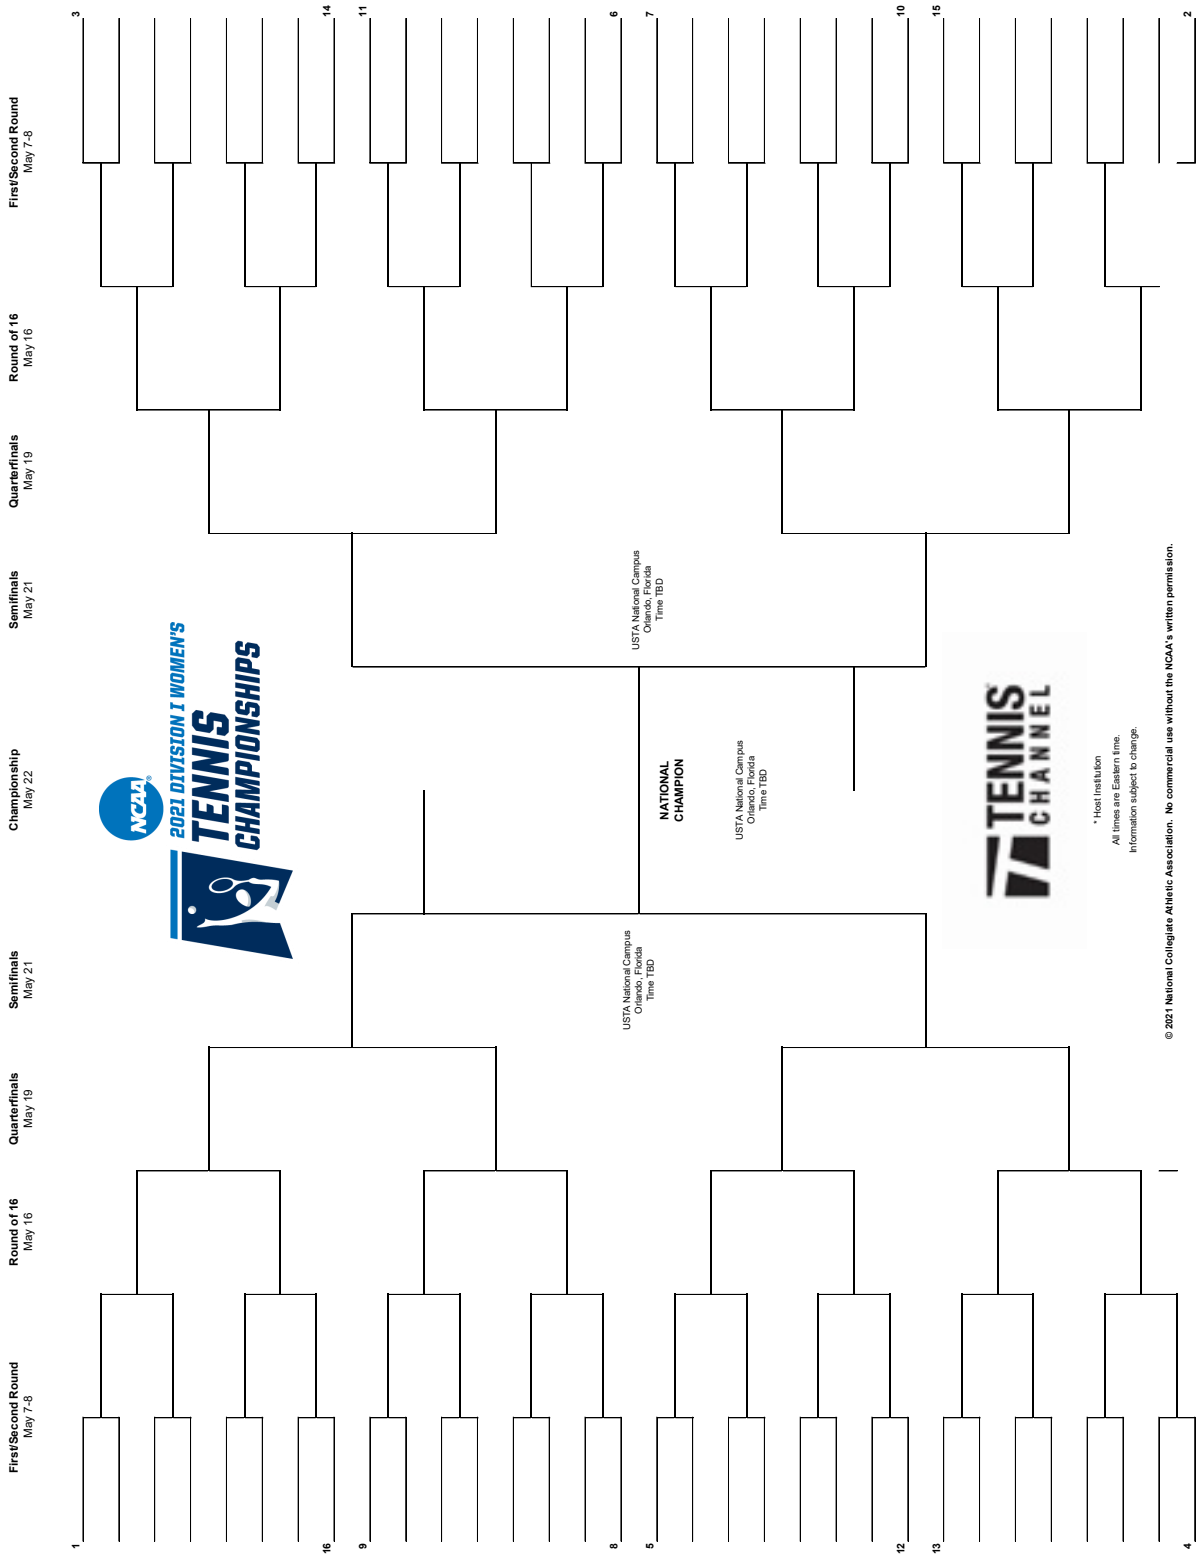 First/Second Round
May 7-8
Round of 16
May 16
Quarterfinals
May 19
Semifinals
May 21
Championship
May 22
Semifinals
May 21
Quarterfinals
May 19
Round of 16
May 16
First/Second Round
May 7-8
1
16
9
8
5
12
13
4
3
14
11
6
7
10
15
2
NCAA®
2021 DIVISION I WOMEN'S
TENNIS
CHAMPIONSHIPS
USTA National Campus
Orlando, Florida
Time TBD
USTA National Campus
Orlando, Florida
Time TBD
NATIONAL
CHAMPION
USTA National Campus
Orlando, Florida
Time TBD
TENNIS
CHANNEL
* Host Institution
All times are Eastern time.
Information subject to change.
© 2021 National Collegiate Athletic Association. No commercial use without the NCAA's written permission.